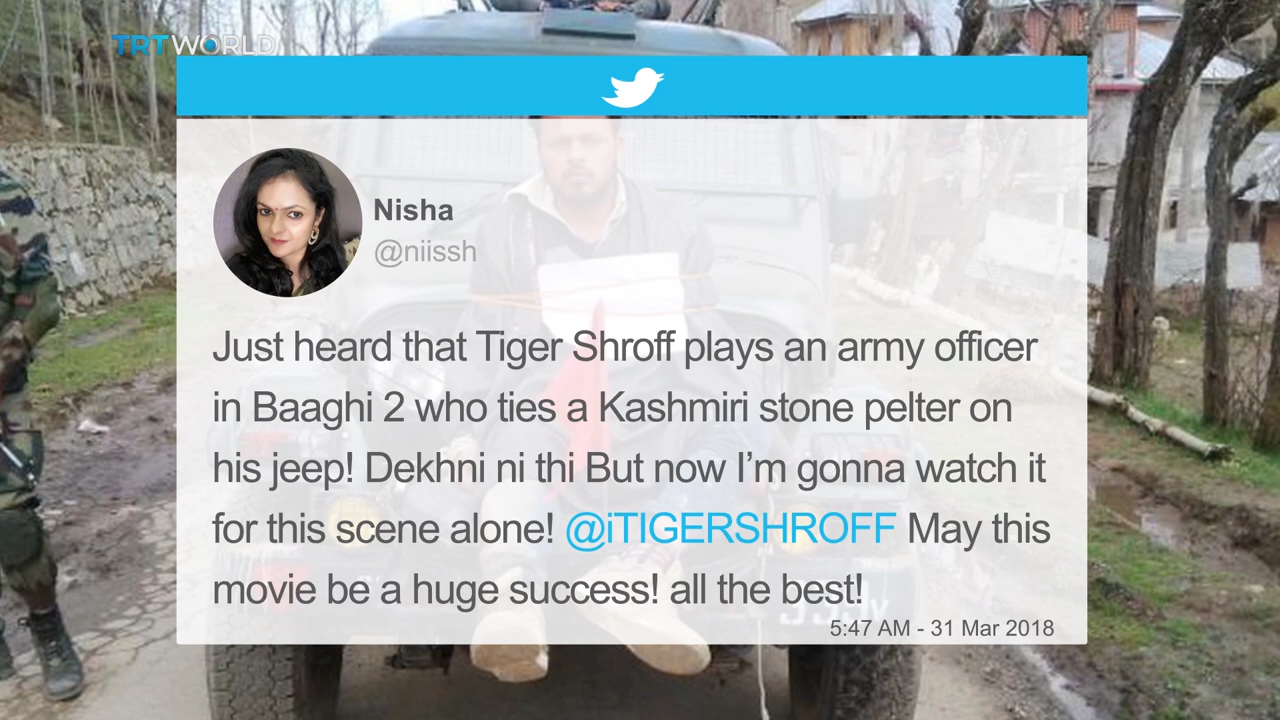 TRT WORLD
Nisha
@niissh
Just heard that Tiger Shroff plays an army officer
in Baaghi 2 who ties a Kashmiri stone pelter on
his jeep! Dekhni ni thi But now I'm gonna watch it
for this scene alone! @iTIGERSHROFF May this
movie be a huge success! all the best!
5:47 AM - 31 Mar 2018